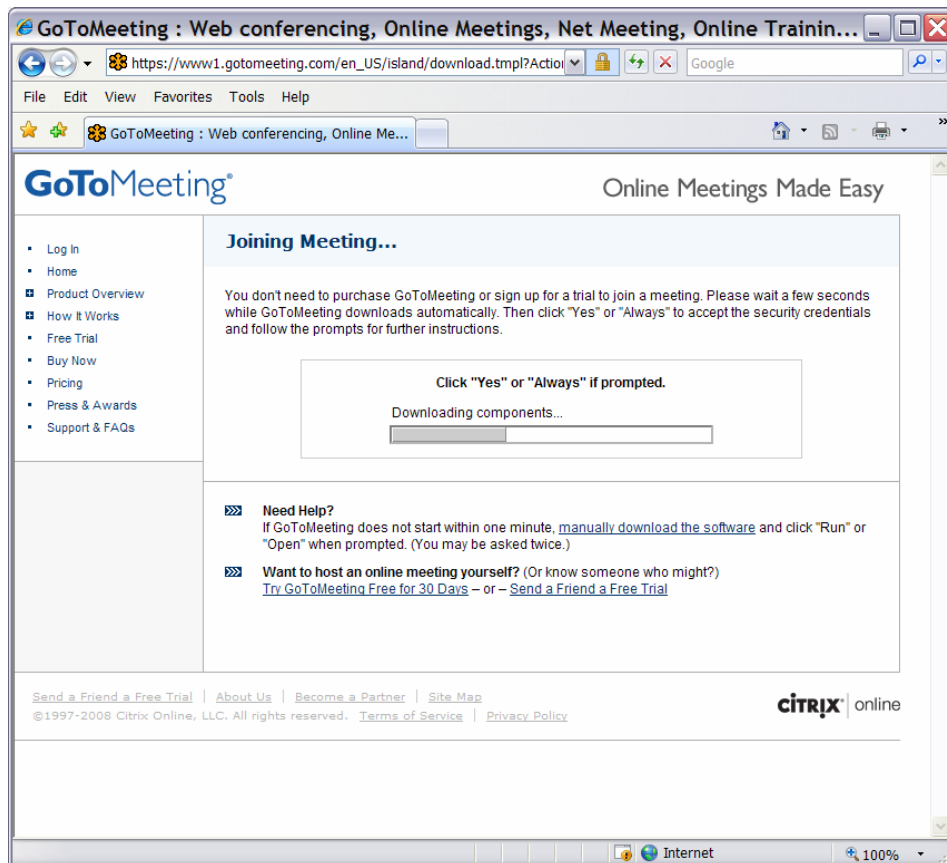 GoToMeeting : Web conferencing, Online Meetings, Net Meeting, Online Trainin...
https://www1.gotomeeting.com/en_US/island/download.tmpl?Action
Google
File Edit View Favorites Tools Help
GoToMeeting : Web conferencing, Online Me...
GoToMeeting®
Online Meetings Made Easy
Log In
Home
Product Overview
How It Works
Free Trial
Buy Now
Pricing
Press & Awards
Support & FAQs
Joining Meeting...
You don't need to purchase GoToMeeting or sign up for a trial to join a meeting. Please wait a few seconds
while GoToMeeting downloads automatically. Then click "Yes" or "Always" to accept the security credentials
and follow the prompts for further instructions.
Click "Yes" or "Always" if prompted.
Downloading components...
Need Help?
If GoToMeeting does not start within one minute, manually download the software and click "Run" or
"Open" when prompted. (You may be asked twice.)
Want to host an online meeting yourself? (Or know someone who might?)
Try GoToMeeting Free for 30 Days – or – Send a Friend a Free Trial
Send a Friend a Free Trial | About Us | Become a Partner | Site Map
©1997-2008 Citrix Online, LLC. All rights reserved. Terms of Service | Privacy Policy
CITRIX® online
Internet
100%